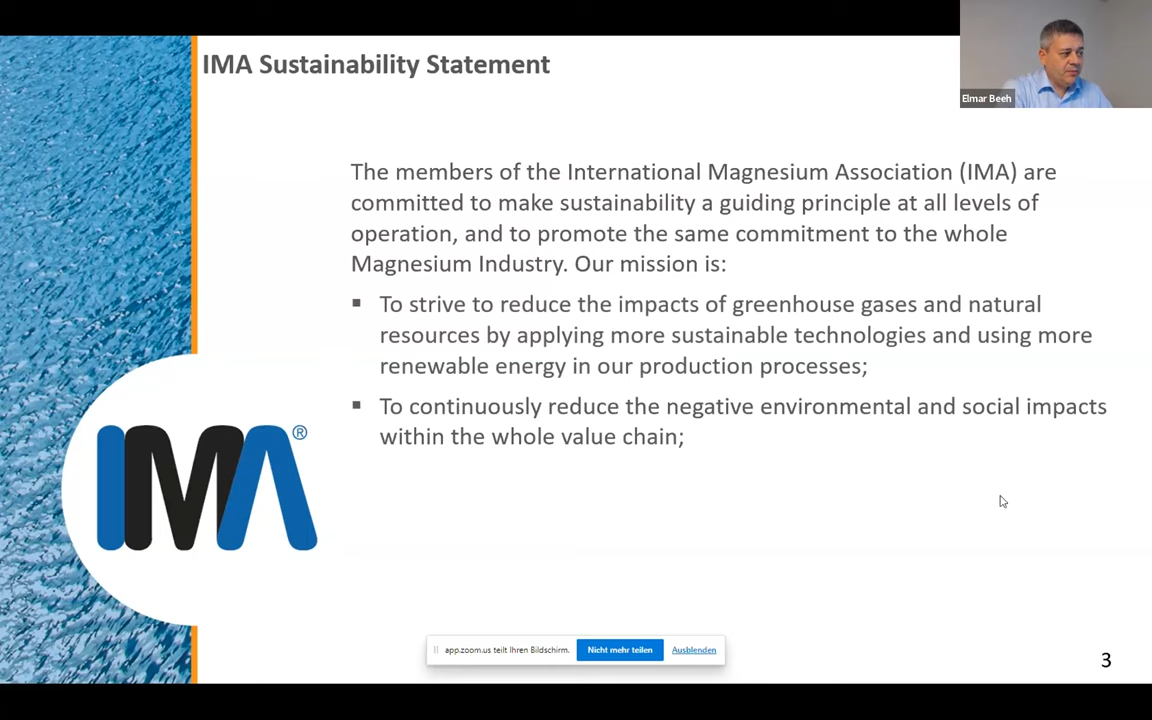 IMA Sustainability Statement
Elmar Beeh
The members of the International Magnesium Association (IMA) are
committed to make sustainability a guiding principle at all levels of
operation, and to promote the same commitment to the whole
Magnesium Industry. Our mission is:
▪ To strive to reduce the impacts of greenhouse gases and natural
resources by applying more sustainable technologies and using more
renewable energy in our production processes;
▪ To continuously reduce the negative environmental and social impacts
within the whole value chain;
IMA®
app.zoom.us teilt Ihren Bildschirm. Nicht mehr teilen Ausblenden
3